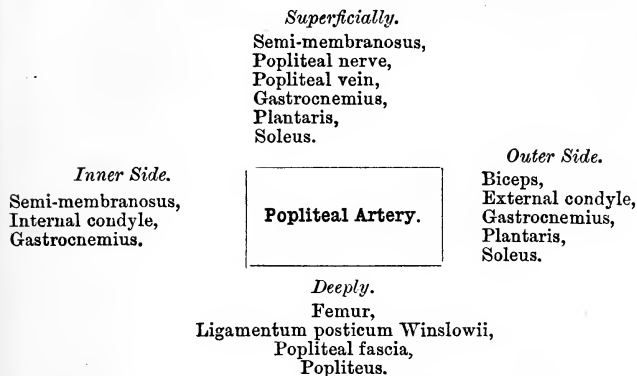 Superficially.
Semi-membranosus,
Popliteal nerve,
Popliteal vein,
Gastrocnemius,
Plantaris,
Soleus.
Inner Side.
Semi-membranosus,
Internal condyle,
Gastrocnemius.
Popliteal Artery.
Outer Side.
Biceps,
External condyle,
Gastrocnemius,
Plantaris,
Soleus.
Deeply.
Femur,
Ligamentum posticum Winslowii,
Popliteal fascia,
Popliteus.